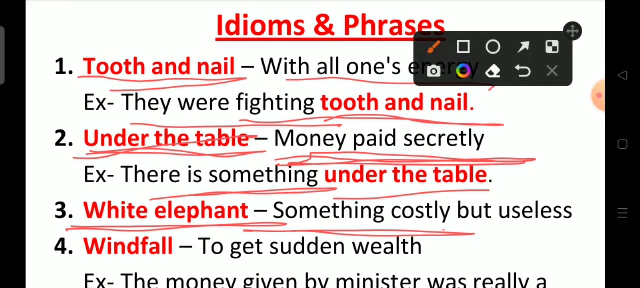 Idioms & Phrases
1. Tooth and nail – With all one's energy
Ex- They were fighting tooth and nail.
2. Under the table – Money paid secretly
Ex- There is something under the table.
3. White elephant – Something costly but useless
4. Windfall – To get sudden wealth
Ex- The money given by minister was really a